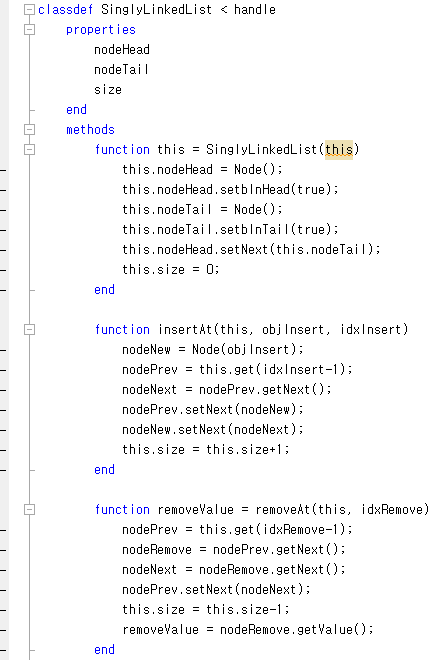 classdef SinglyLinkedList < handle
    properties
        nodeHead
        nodeTail
        size
    end
    methods
        function this = SinglyLinkedList(this)
            this.nodeHead = Node();
            this.nodeHead.setbInHead(true);
            this.nodeTail = Node();
            this.nodeTail.setbInTail(true);
            this.nodeHead.setNext(this.nodeTail);
            this.size = 0;
        end

        function insertAt(this, objInsert, idxInsert)
            nodeNew = Node(objInsert);
            nodePrev = this.get(idxInsert-1);
            nodeNext = nodePrev.getNext();
            nodePrev.setNext(nodeNew);
            nodeNew.setNext(nodeNext);
            this.size = this.size+1;
        end

        function removeValue = removeAt(this, idxRemove)
            nodePrev = this.get(idxRemove-1);
            nodeRemove = nodePrev.getNext();
            nodeNext = nodeRemove.getNext();
            nodePrev.setNext(nodeNext);
            this.size = this.size-1;
            removeValue = nodeRemove.getValue();
        end